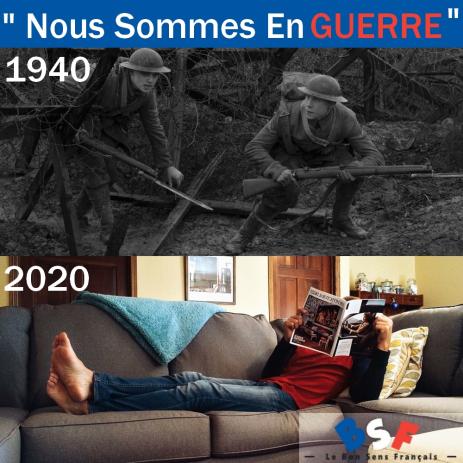 " Nous Sommes En GUERRE "
1940
2020
BSF
Le Bon Sens Français